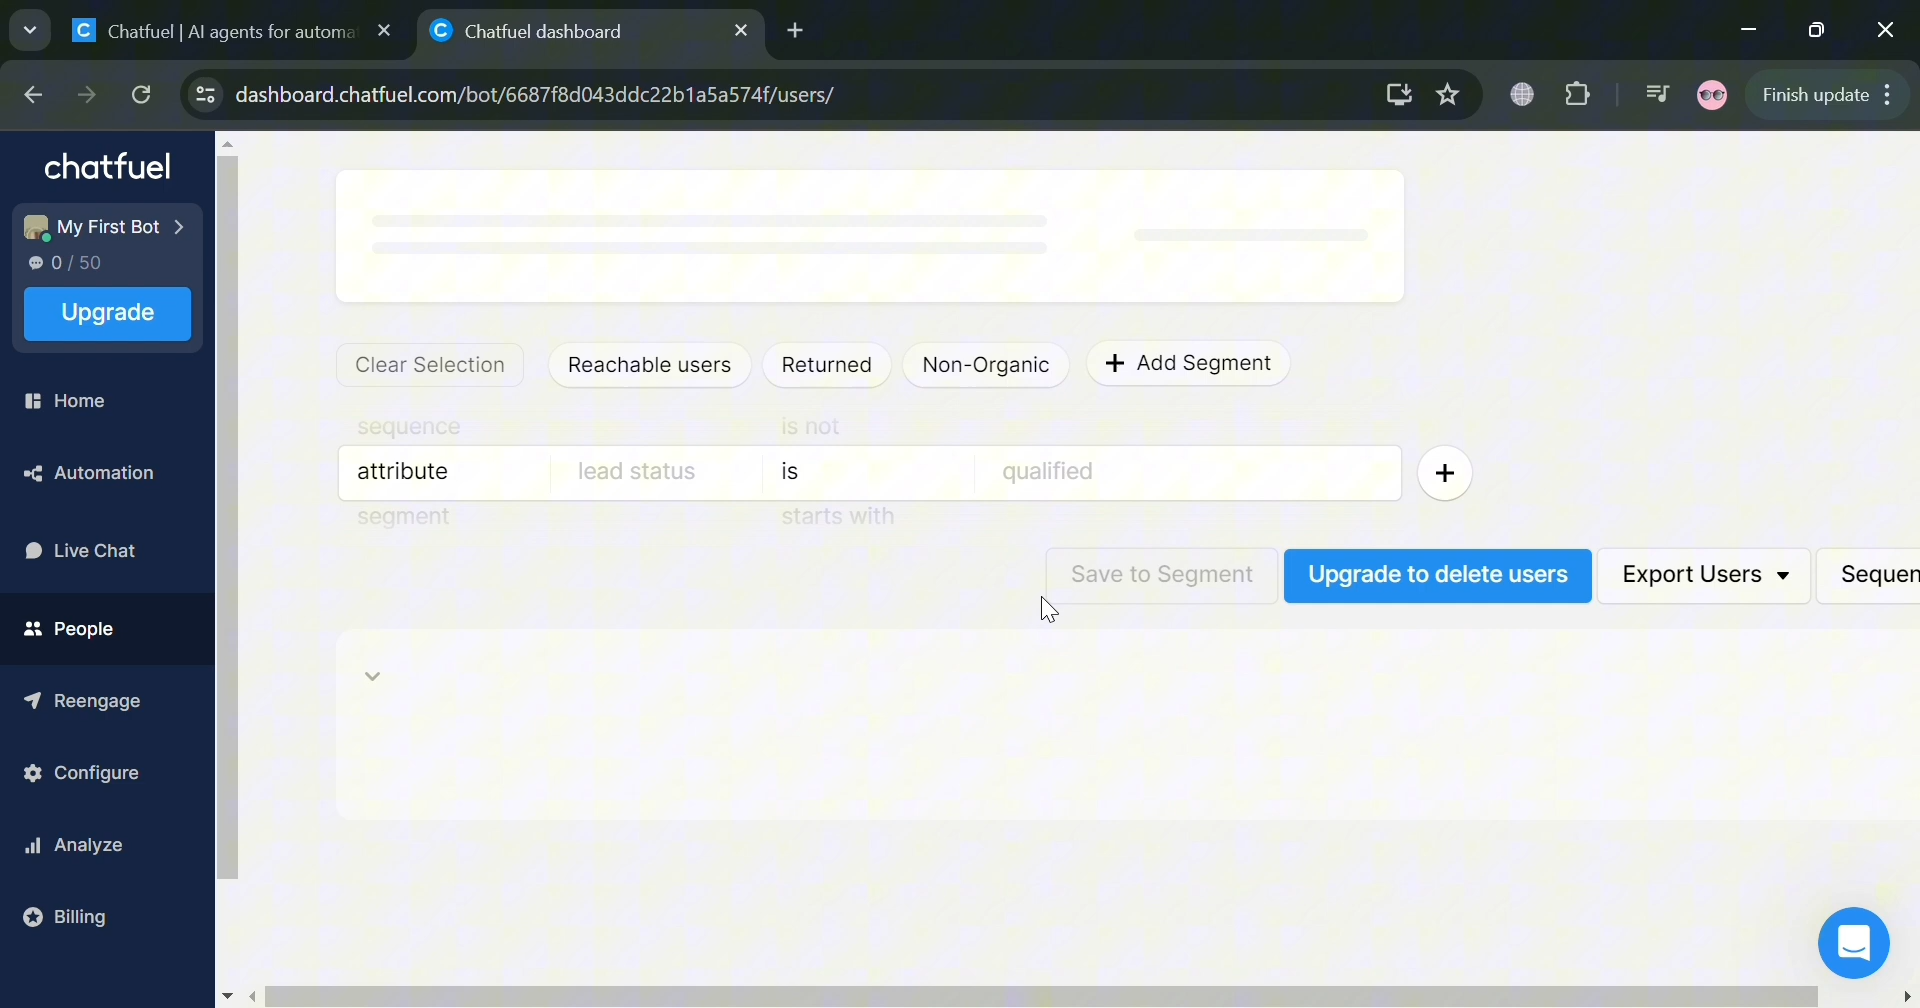 Chatfuel | AI agents for automa
Chatfuel dashboard
dashboard.chatfuel.com/bot/6687f8d043ddc22b1a5a574f/users/
Finish update
chatfuel
My First Bot
0 / 50
Upgrade
Home
Automation
Live Chat
People
Reengage
Configure
Analyze
Billing
Clear Selection
Reachable users
Returned
Non-Organic
+ Add Segment
sequence
is not
attribute
lead status
is
qualified
segment
starts with
Save to Segment
Upgrade to delete users
Export Users
Sequen